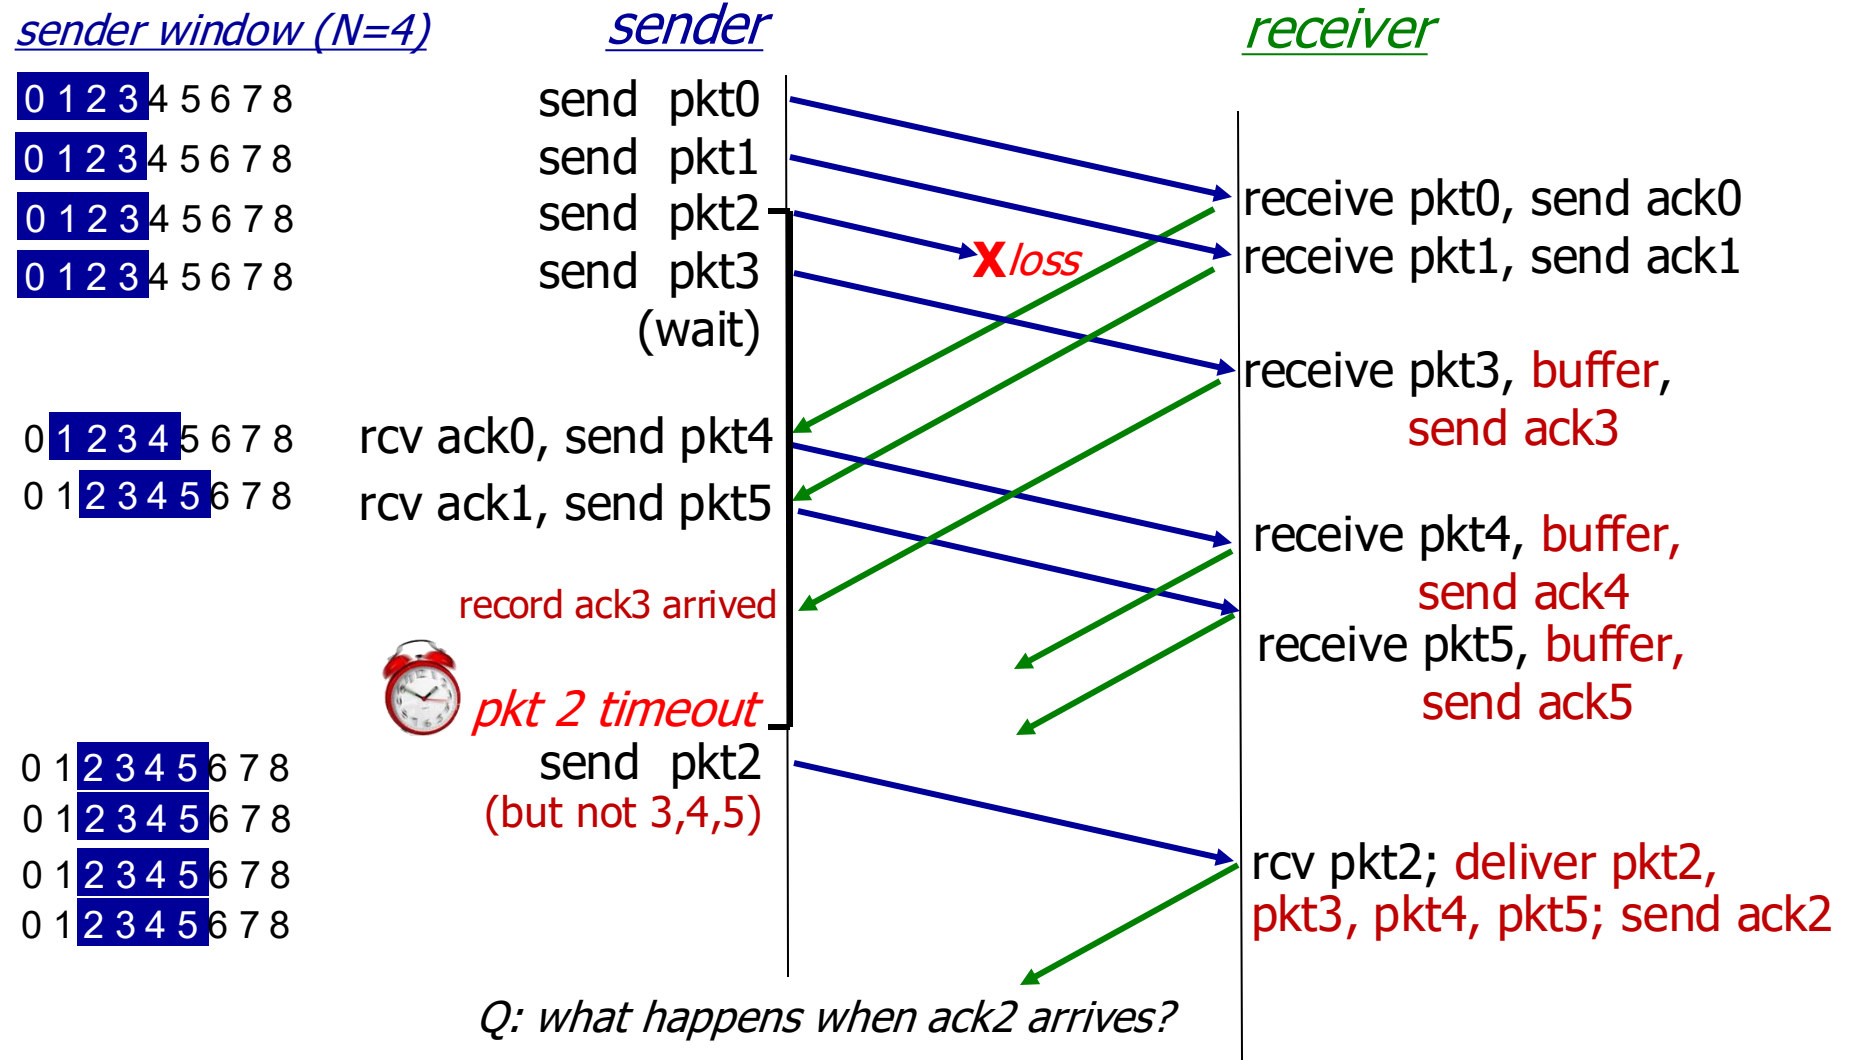 sender window (N=4)
sender
receiver
0 1 2 3 4 5 6 7 8
send pkt0
0 1 2 3 4 5 6 7 8
send pkt1
0 1 2 3 4 5 6 7 8
send pkt2
0 1 2 3 4 5 6 7 8
send pkt3
(wait)
X loss
receive pkt0, send ack0
receive pkt1, send ack1
receive pkt3, buffer,
send ack3
0 1 2 3 4 5 6 7 8
rcv ack0, send pkt4
0 1 2 3 4 5 6 7 8
rcv ack1, send pkt5
receive pkt4, buffer,
send ack4
record ack3 arrived
receive pkt5, buffer,
send ack5
pkt 2 timeout
0 1 2 3 4 5 6 7 8
send pkt2
0 1 2 3 4 5 6 7 8
(but not 3,4,5)
0 1 2 3 4 5 6 7 8
0 1 2 3 4 5 6 7 8
rcv pkt2; deliver pkt2,
pkt3, pkt4, pkt5; send ack2
Q: what happens when ack2 arrives?